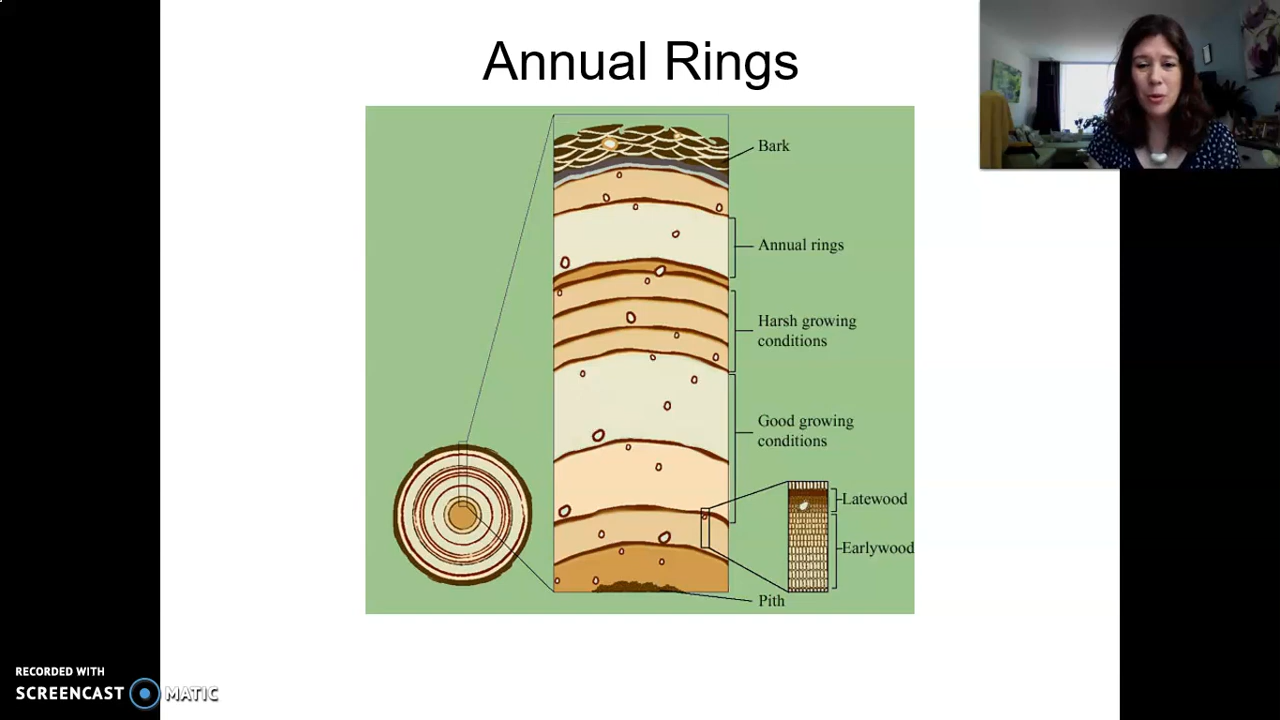 Annual Rings
Bark
Annual rings
Harsh growing
conditions
Good growing
conditions
Latewood
Earlywood
Pith
RECORDED WITH
SCREENCAST MATIC